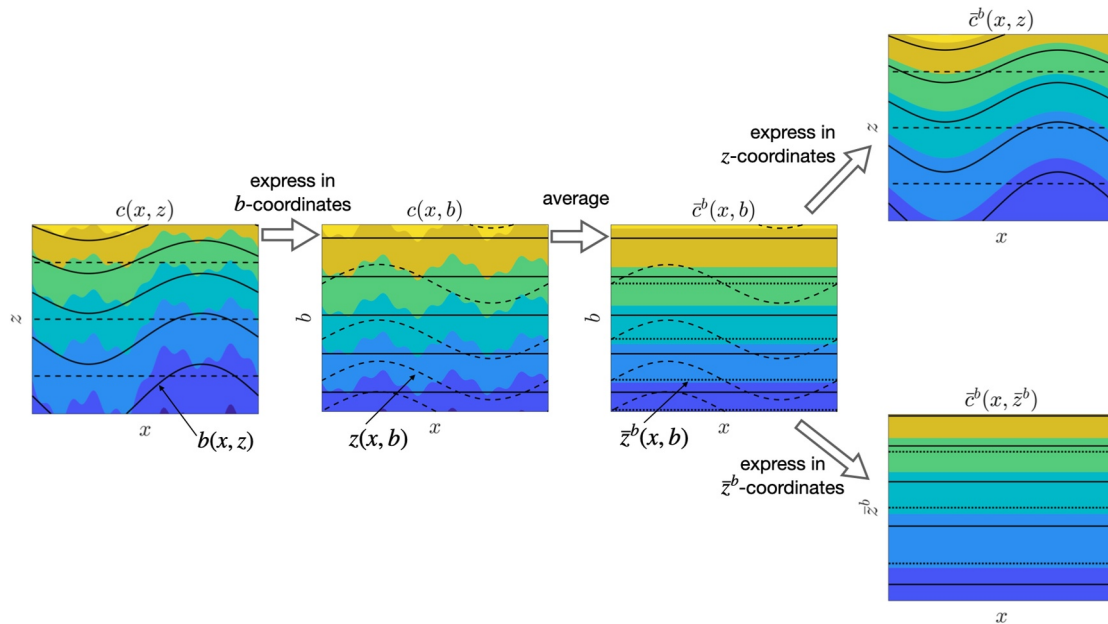 c̄ᵇ(x, z)
z
x
express in
z-coordinates
c(x, z)
z
x
b(x, z)
express in
b-coordinates
c(x, b)
b
x
z(x, b)
average
c̄ᵇ(x, b)
b
x
z̄ᵇ(x, b)
express in
z̄ᵇ-coordinates
c̄ᵇ(x, z̄ᵇ)
z̄ᵇ
x